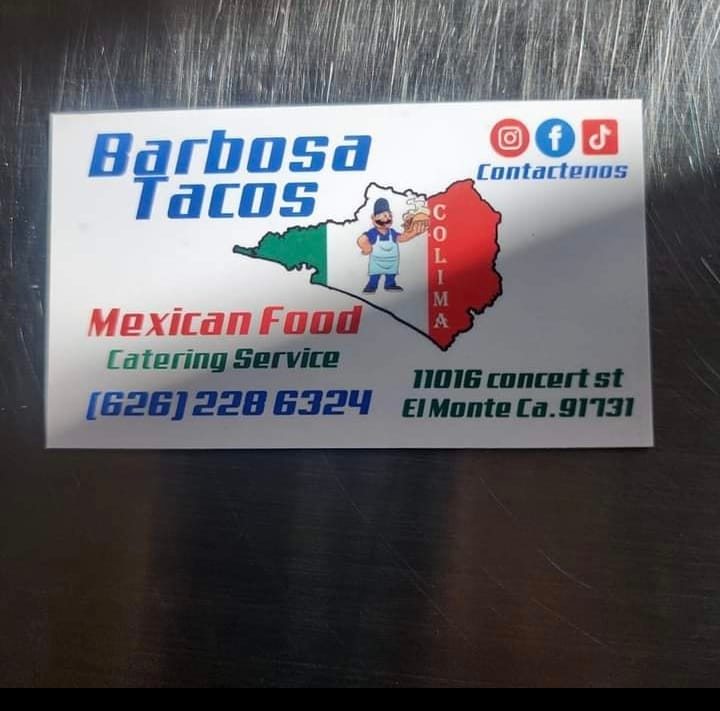 Barbosa
Tacos
Contactenos
COLIMA
Mexican Food
Catering Service
(626) 228 6324
11016 concert st
El Monte Ca. 91731